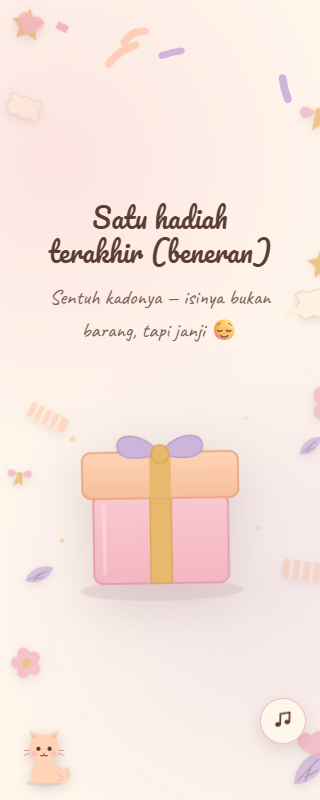 Satu hadiah
terakhir (beneran)
Sentuh kadonya — isinya bukan
barang, tapi janji 😌